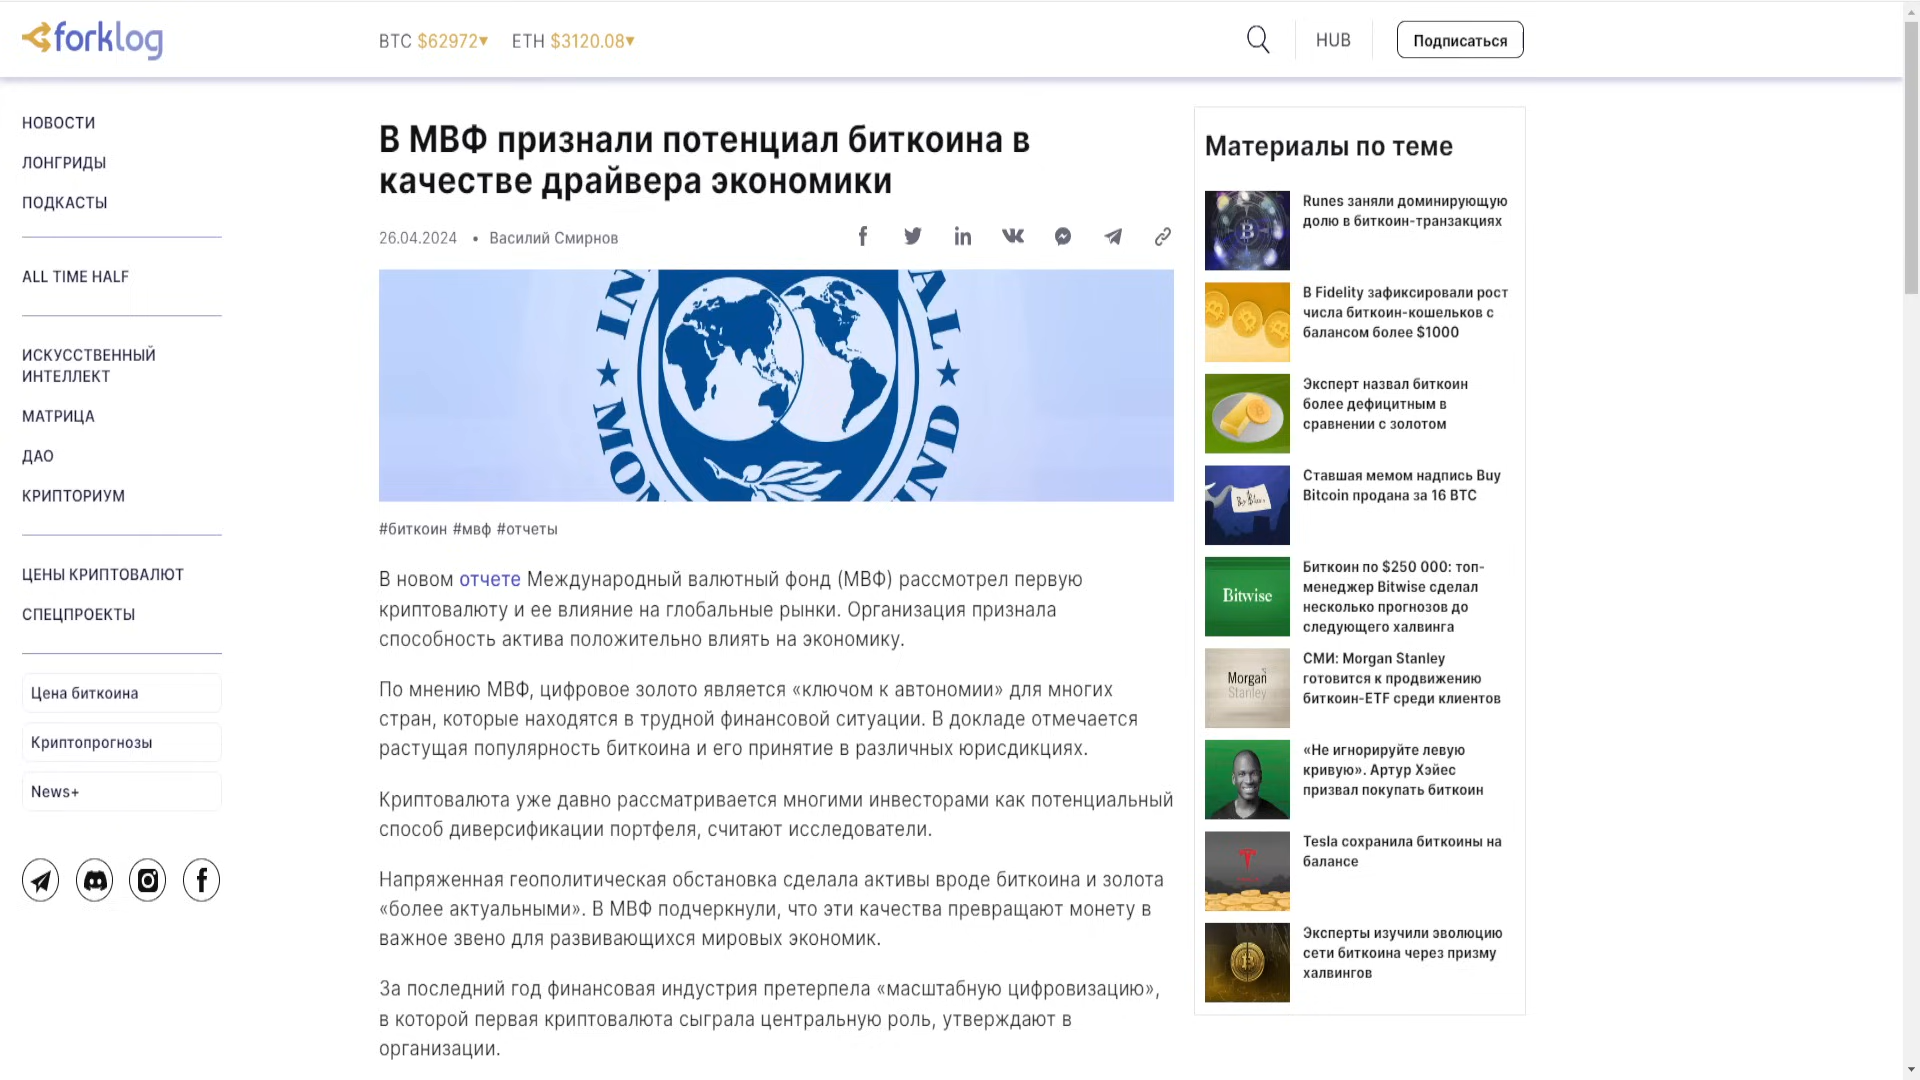 forklog
BTC $62972▾ ETH $3120.08▾
HUB
Подписаться
НОВОСТИ
ЛОНГРИДЫ
ПОДКАСТЫ
ALL TIME HALF
ИСКУССТВЕННЫЙ
ИНТЕЛЛЕКТ
МАТРИЦА
ДАО
КРИПТОРИУМ
ЦЕНЫ КРИПТОВАЛЮТ
СПЕЦПРОЕКТЫ
Цена биткоина
Криптопрогнозы
News+
В МВФ признали потенциал биткоина в
качестве драйвера экономики
26.04.2024 • Василий Смирнов
#биткоин #мвф #отчеты
В новом отчете Международный валютный фонд (МВФ) рассмотрел первую
криптовалюту и ее влияние на глобальные рынки. Организация признала
способность актива положительно влиять на экономику.
По мнению МВФ, цифровое золото является «ключом к автономии» для многих
стран, которые находятся в трудной финансовой ситуации. В докладе отмечается
растущая популярность биткоина и его принятие в различных юрисдикциях.
Криптовалюта уже давно рассматривается многими инвесторами как потенциальный
способ диверсификации портфеля, считают исследователи.
Напряженная геополитическая обстановка сделала активы вроде биткоина и золота
«более актуальными». В МВФ подчеркнули, что эти качества превращают монету в
важное звено для развивающихся мировых экономик.
За последний год финансовая индустрия претерпела «масштабную цифровизацию»,
в которой первая криптовалюта сыграла центральную роль, утверждают в
организации.
Материалы по теме
Runes заняли доминирующую
долю в биткоин-транзакциях
В Fidelity зафиксировали рост
числа биткоин-кошельков с
балансом более $1000
Эксперт назвал биткоин
более дефицитным в
сравнении с золотом
Ставшая мемом надпись Buy
Bitcoin продана за 16 BTC
Bitwise
Биткоин по $250 000: топ-
менеджер Bitwise сделал
несколько прогнозов до
следующего халвинга
Morgan
Stanley
СМИ: Morgan Stanley
готовится к продвижению
биткоин-ETF среди клиентов
«Не игнорируйте левую
кривую». Артур Хэйес
призвал покупать биткоин
Tesla сохранила биткоины на
балансе
Эксперты изучили эволюцию
сети биткоина через призму
халвингов